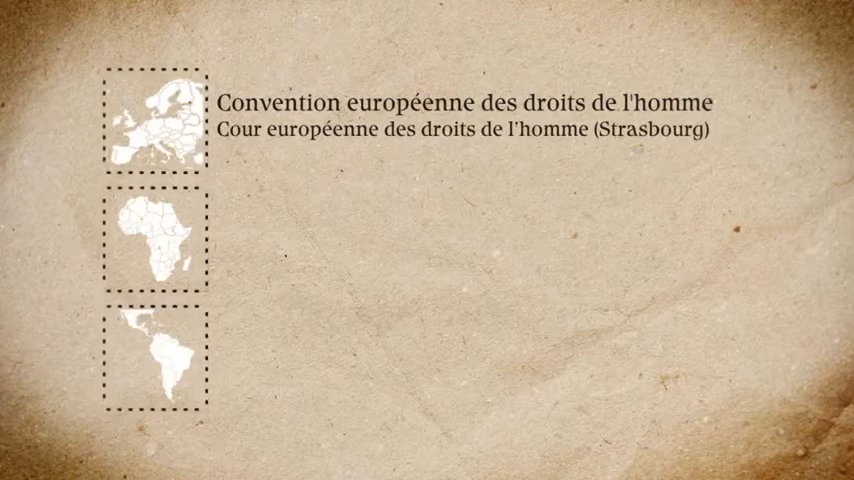 Convention européenne des droits de l'homme
Cour européenne des droits de l'homme (Strasbourg)